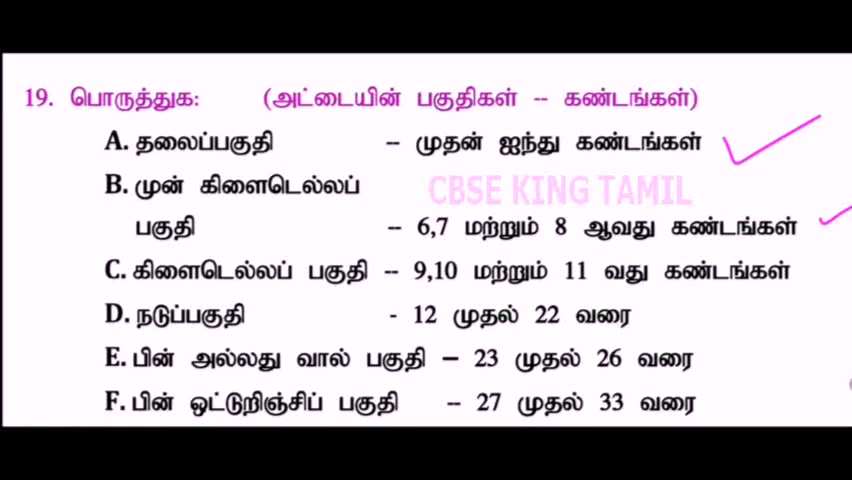 19. பொருத்துக: (அட்டையின் பகுதிகள் -- கண்டங்கள்)
A. தலைப்பகுதி -- முதன் ஐந்து கண்டங்கள்
B. முன் கிளைடெல்லப்
CBSE KING TAMIL
பகுதி -- 6,7 மற்றும் 8 ஆவது கண்டங்கள்
C. கிளைடெல்லப் பகுதி -- 9,10 மற்றும் 11 வது கண்டங்கள்
D. நடுப்பகுதி - 12 முதல் 22 வரை
E. பின் அல்லது வால் பகுதி – 23 முதல் 26 வரை
F. பின் ஒட்டுறிஞ்சிப் பகுதி -- 27 முதல் 33 வரை